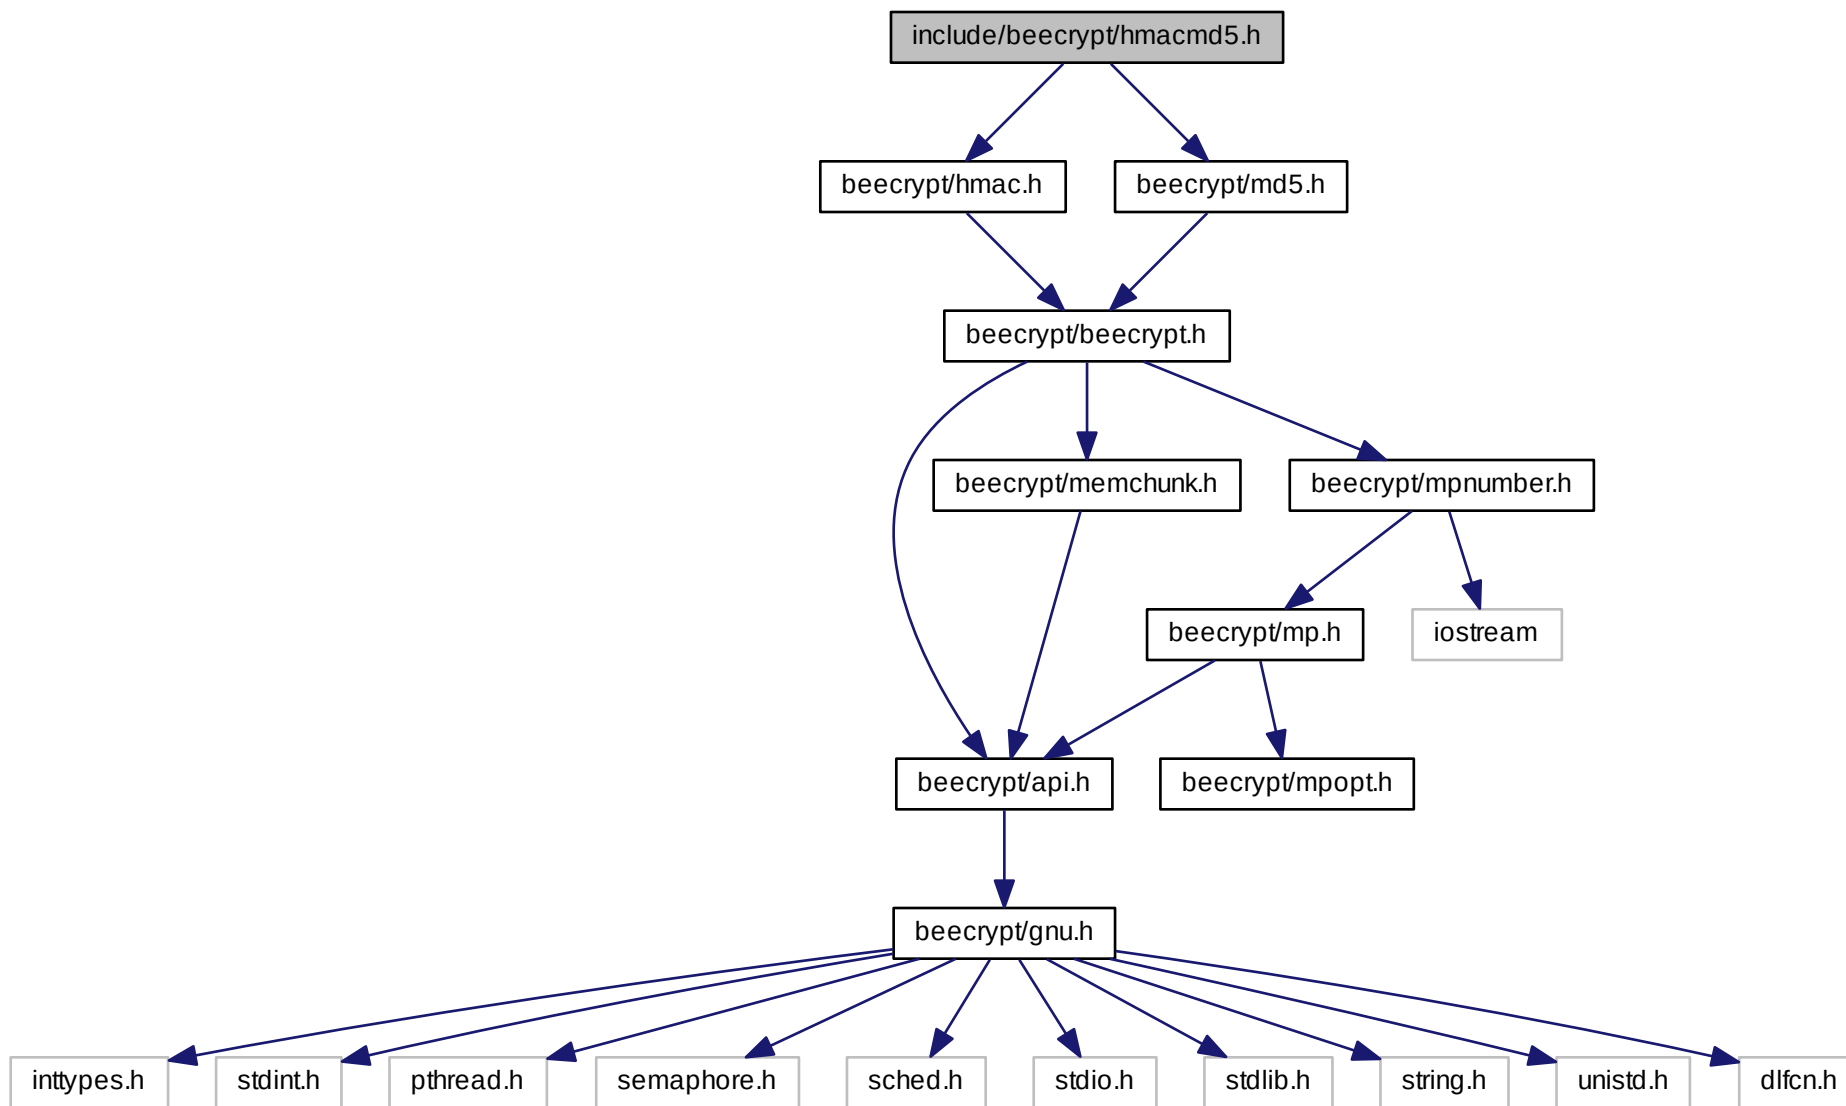 include/beecrypt/hmacmd5.h
beecrypt/hmac.h
beecrypt/md5.h
beecrypt/beecrypt.h
beecrypt/memchunk.h
beecrypt/mpnumber.h
beecrypt/mp.h
iostream
beecrypt/api.h
beecrypt/mpopt.h
beecrypt/gnu.h
inttypes.h
stdint.h
pthread.h
semaphore.h
sched.h
stdio.h
stdlib.h
string.h
unistd.h
dlfcn.h